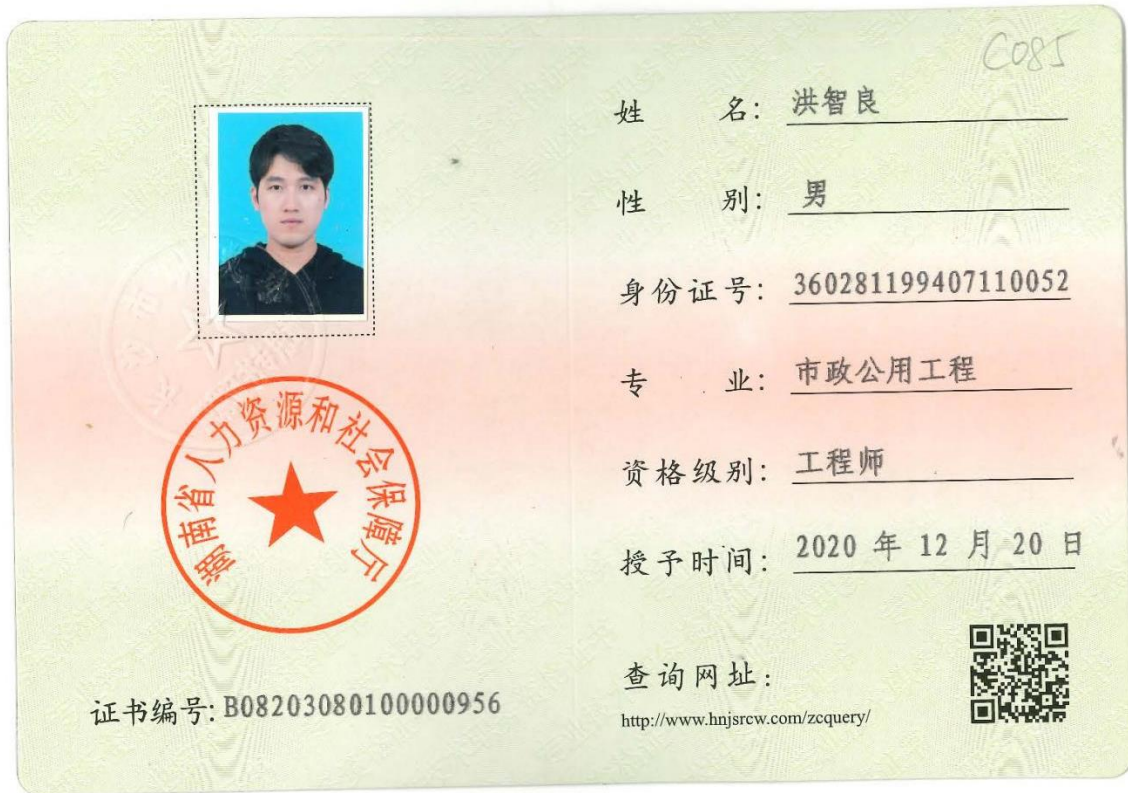 C085
姓名：洪智良
性别：男
身份证号：360281199407110052
专业：市政公用工程
资格级别：工程师
授予时间：2020 年 12 月 20 日
查询网址：
http://www.hnjsrcw.com/zcquery/
湖南省人力资源和社会保障厅
证书编号：B08203080100000956